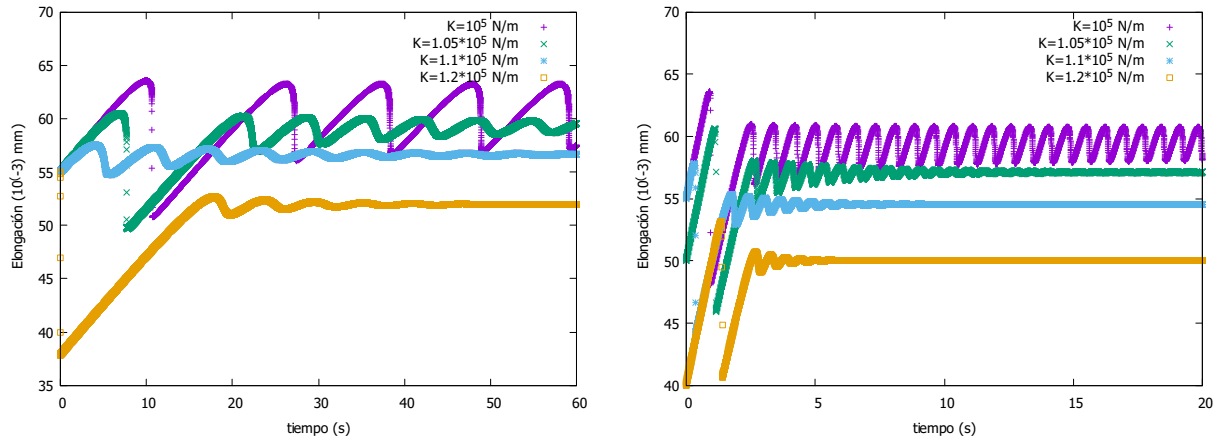 K=10⁵ N/m
K=1.05*10⁵ N/m
K=1.1*10⁵ N/m
K=1.2*10⁵ N/m
Elongación (10(-3) mm)
70
65
60
55
50
45
40
35
0 10 20 30 40 50 60
tiempo (s)
K=10⁵ N/m
K=1.05*10⁵ N/m
K=1.1*10⁵ N/m
K=1.2*10⁵ N/m
Elongación (10(-3) mm)
70
65
60
55
50
45
40
0 5 10 15 20
tiempo (s)